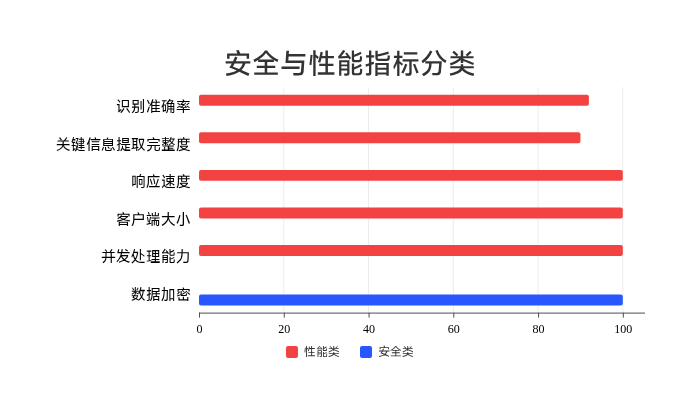 安全与性能指标分类
识别准确率
关键信息提取完整度
响应速度
客户端大小
并发处理能力
数据加密
0 20 40 60 80 100
性能类 安全类